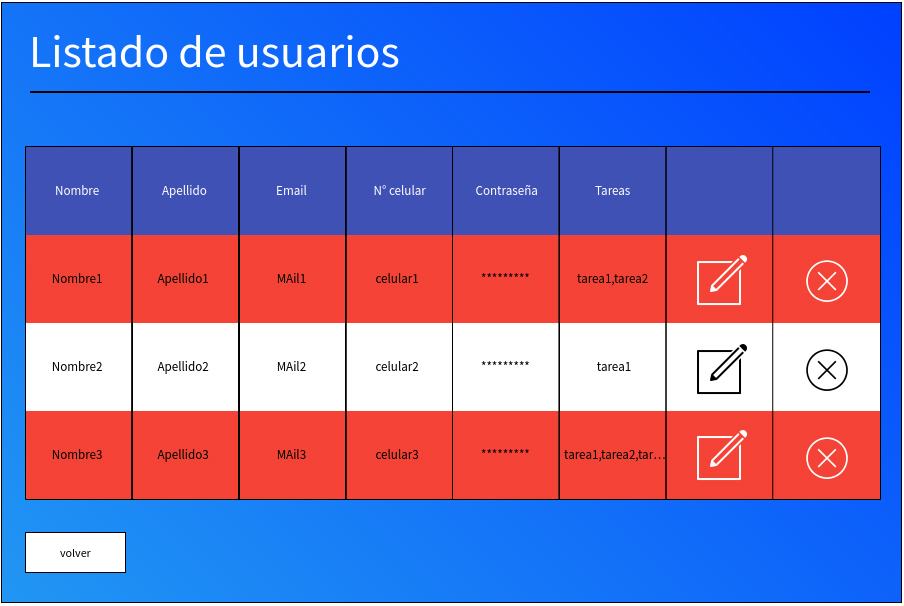 Listado de usuarios
Nombre Apellido Email N° celular Contraseña Tareas
Nombre1 Apellido1 MAil1 celular1 ********* tarea1,tarea2
Nombre2 Apellido2 MAil2 celular2 ********* tarea1
Nombre3 Apellido3 MAil3 celular3 ********* tarea1,tarea2,tar...
volver